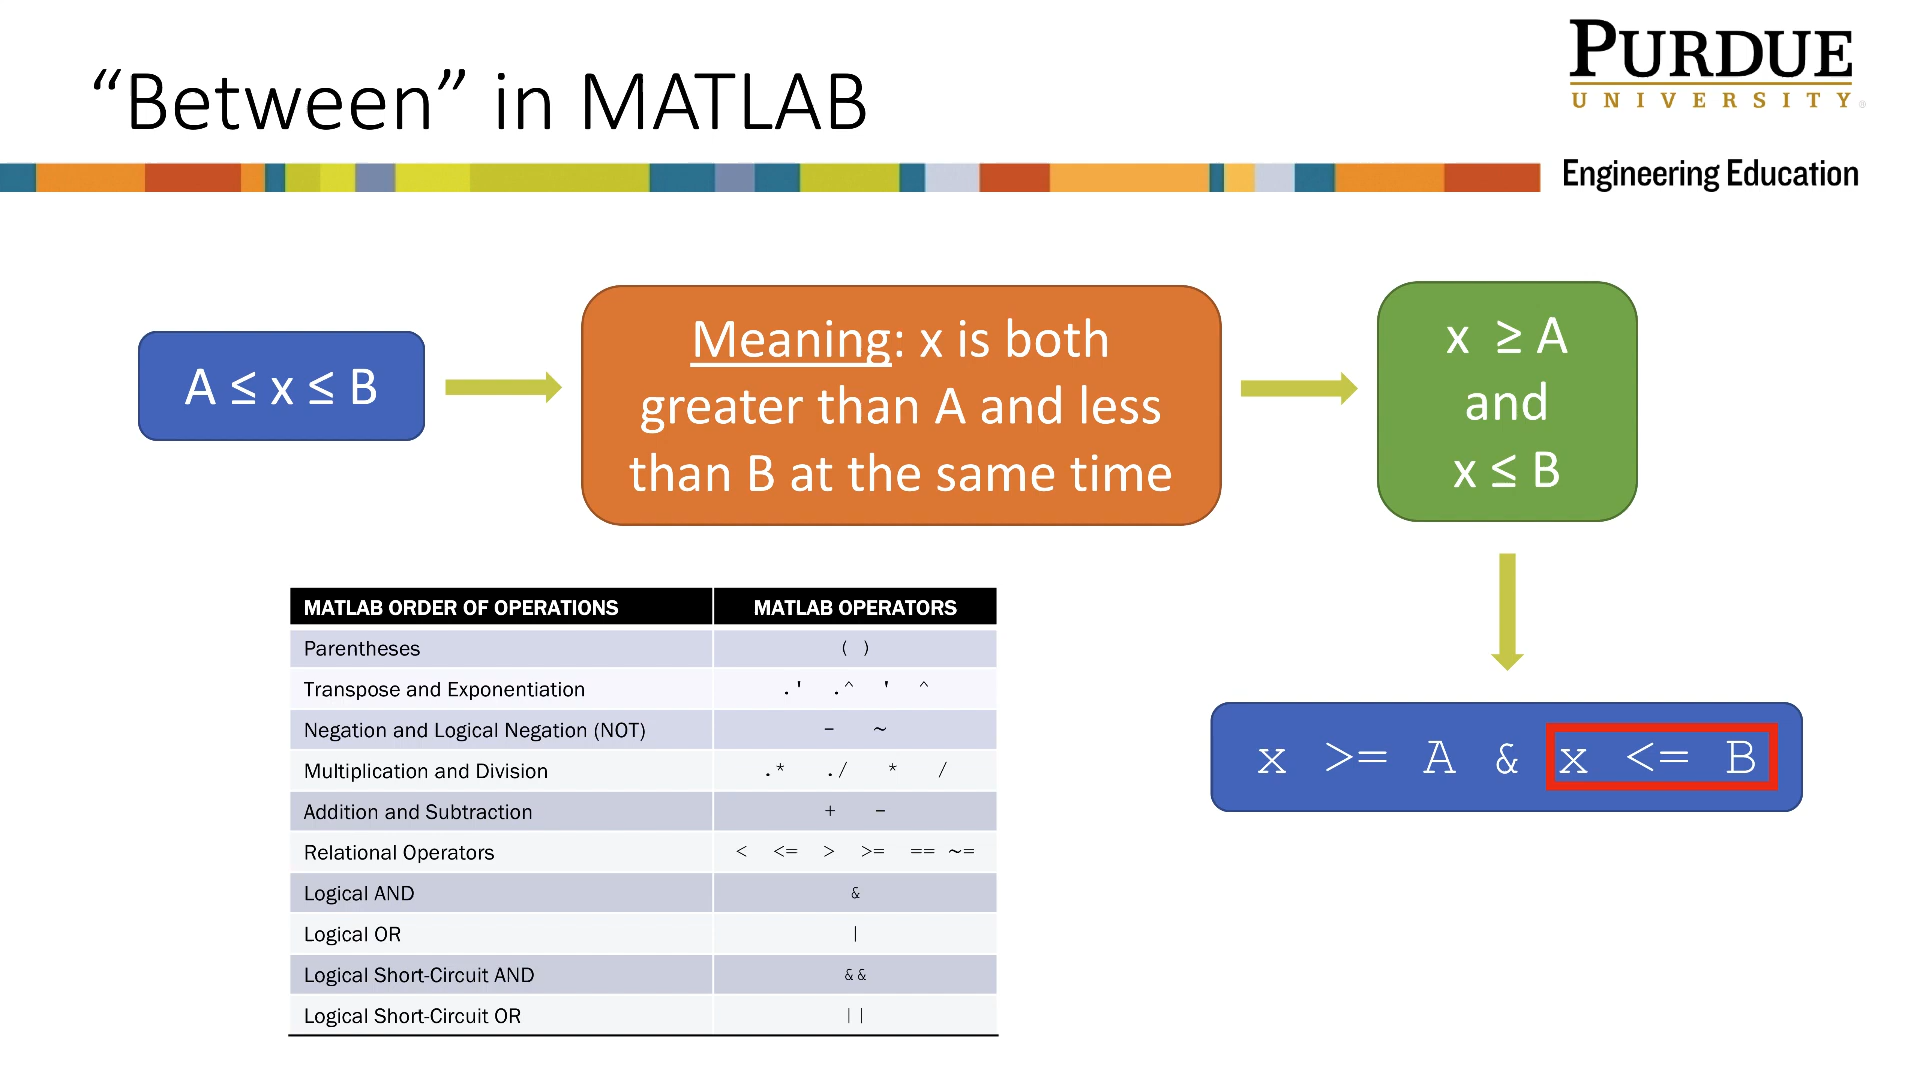 “Between” in MATLAB
PURDUE
UNIVERSITY®
Engineering Education
A ≤ x ≤ B
Meaning: x is both
greater than A and less
than B at the same time
x ≥ A
and
x ≤ B
MATLAB ORDER OF OPERATIONS MATLAB OPERATORS
Parentheses ( )
Transpose and Exponentiation .' .^ ' ^
Negation and Logical Negation (NOT) - ~
Multiplication and Division .* ./ * /
Addition and Subtraction + -
Relational Operators < <= > >= == ~=
Logical AND &
Logical OR |
Logical Short-Circuit AND &&
Logical Short-Circuit OR ||
x >= A & x <= B